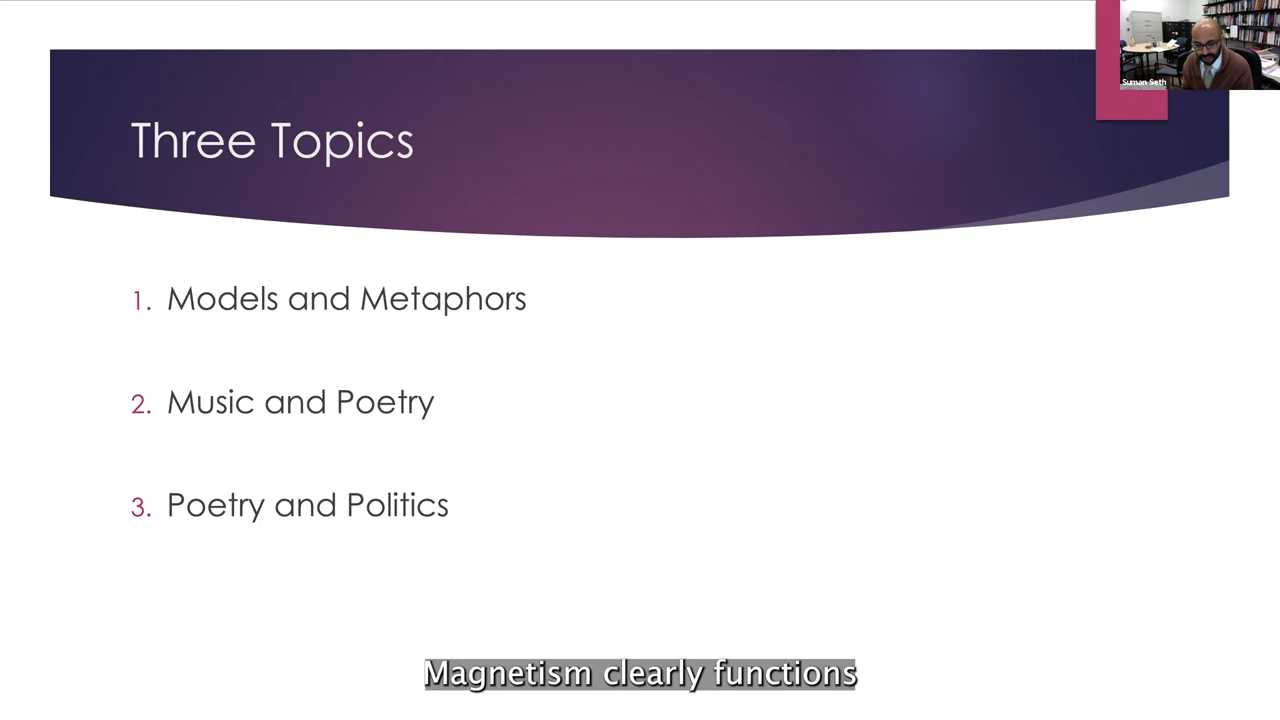 Suman Seth
Three Topics
1. Models and Metaphors
2. Music and Poetry
3. Poetry and Politics
Magnetism clearly functions